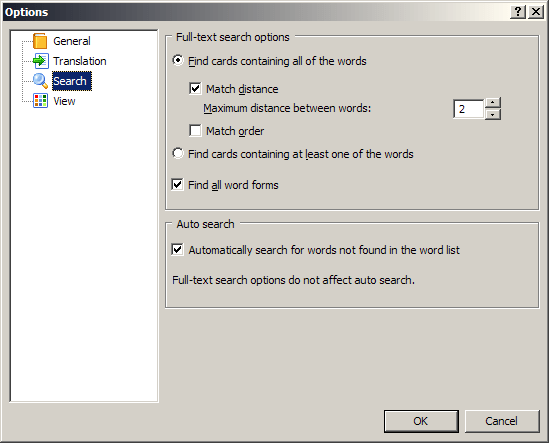 Options
General
Translation
Search
View
Full-text search options
Find cards containing all of the words
Match distance
Maximum distance between words: 2
Match order
Find cards containing at least one of the words
Find all word forms
Auto search
Automatically search for words not found in the word list
Full-text search options do not affect auto search.
OK Cancel